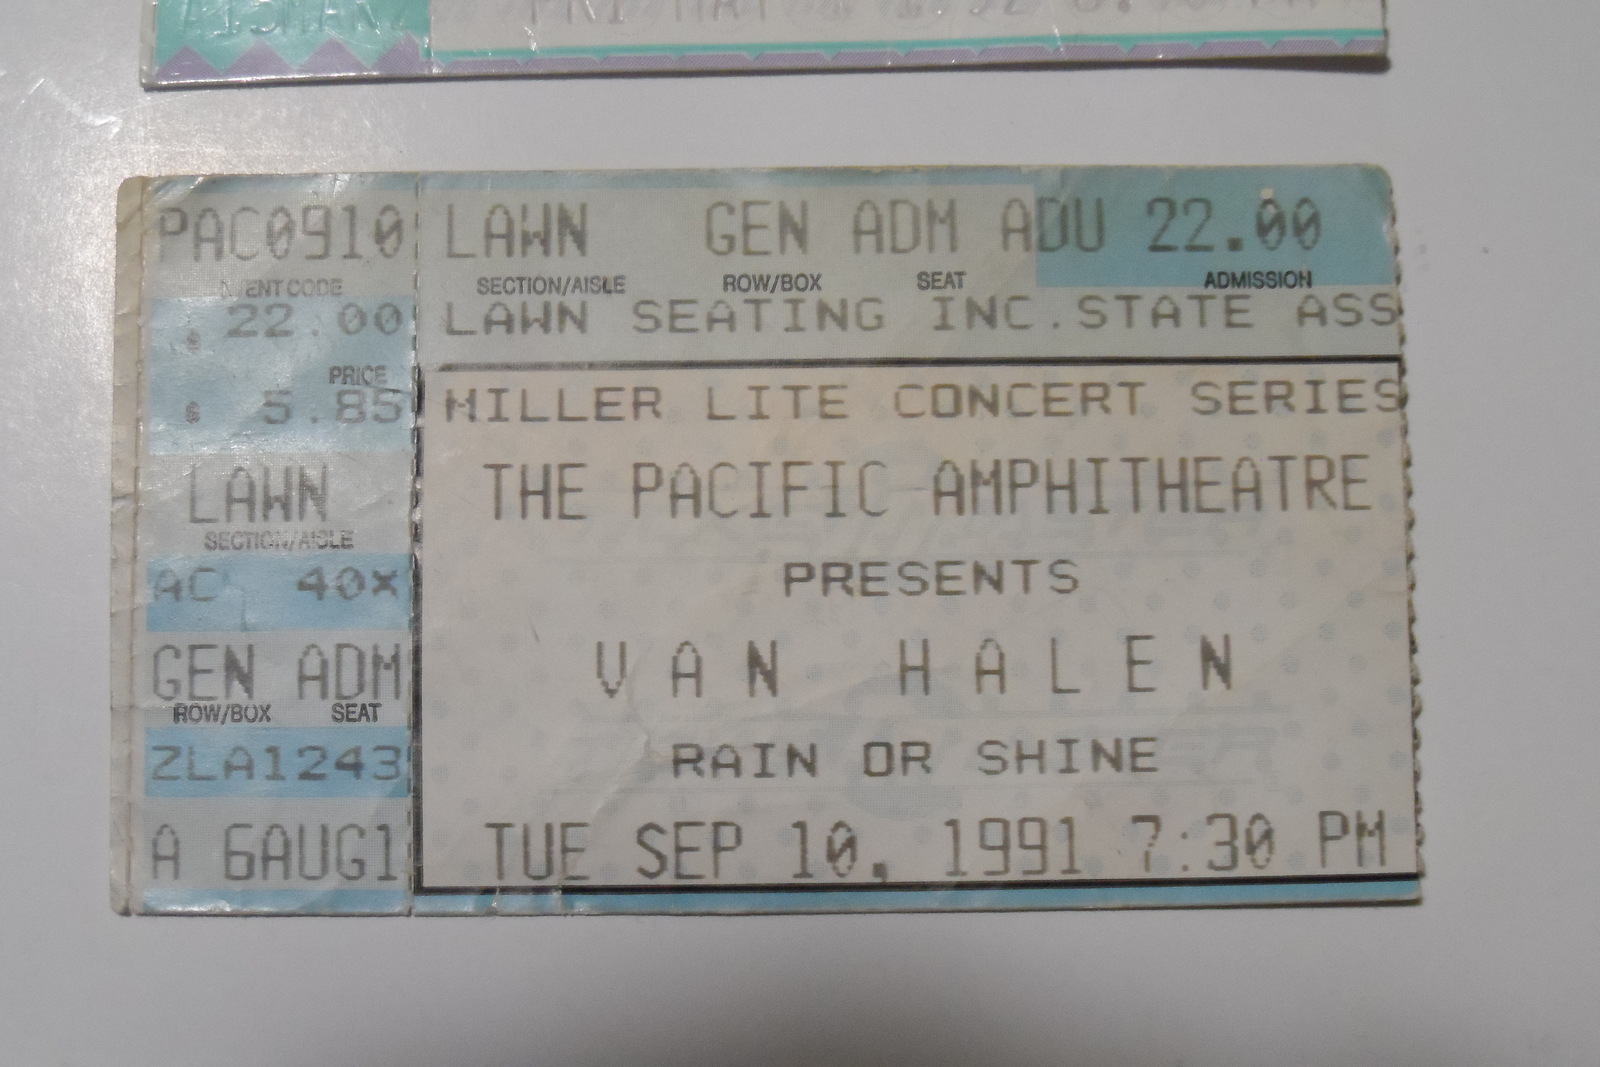 PAC0910
EVENT CODE
$ 22.00
PRICE
$ 5.85
LAWN
SECTION/AISLE
AC 40X
GEN ADM
ROW/BOX SEAT
ZLA1243
A 6AUG1
LAWN GEN ADM ADU 22.00
SECTION/AISLE ROW/BOX SEAT ADMISSION
LAWN SEATING INC.STATE ASS
MILLER LITE CONCERT SERIES
THE PACIFIC AMPHITHEATRE
PRESENTS
VAN HALEN
RAIN OR SHINE
TUE SEP 10, 1991 7:30 PM